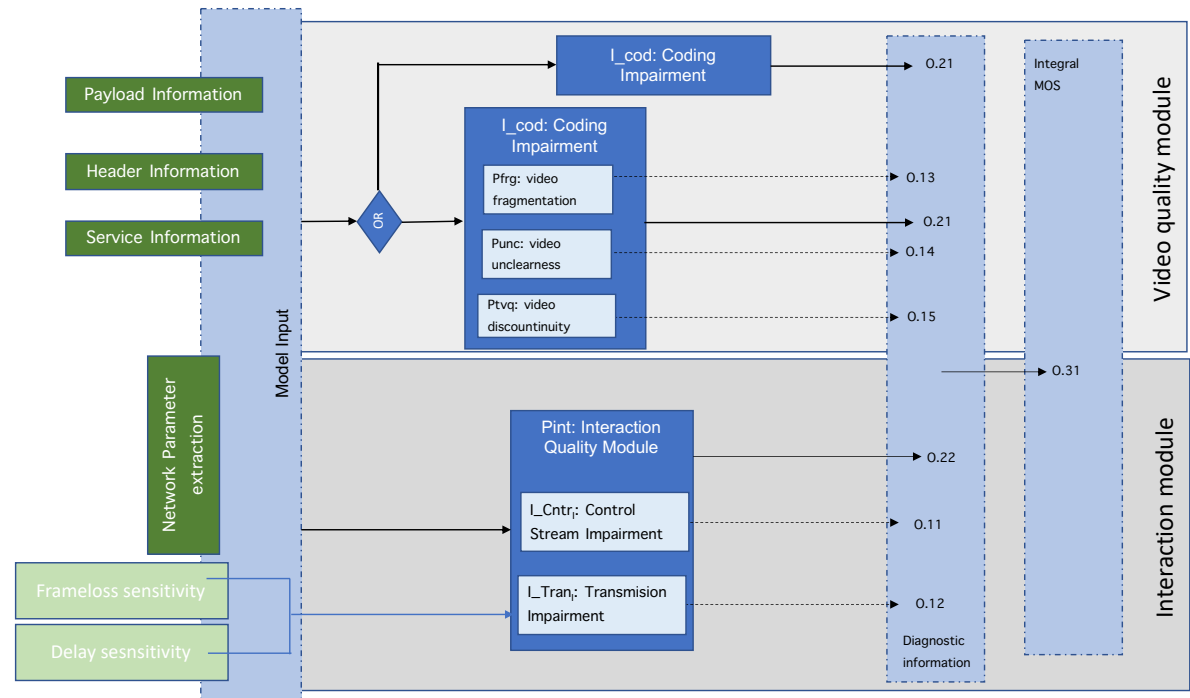 Payload Information
Header Information
Service Information
Network Parameter
extraction
Frameloss sensitivity
Delay sesnsitivity
Model Input
OR
I_cod: Coding
Impairment
I_cod: Coding
Impairment
Pfrg: video
fragmentation
Punc: video
unclearness
Ptvq: video
discountinuity
0.21
0.13
0.21
0.14
0.15
Integral
MOS
0.31
Video quality module
Pint: Interaction
Quality Module
I_Cntrᵢ: Control
Stream Impairment
I_Tranᵢ: Transmision
Impairment
0.22
0.11
0.12
Diagnostic
information
Interaction module